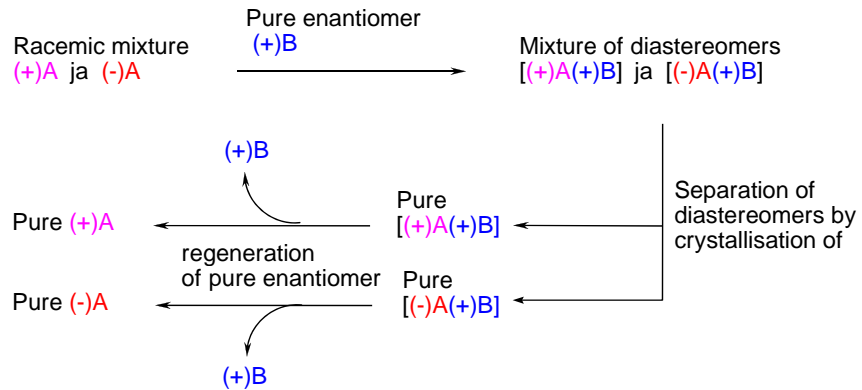 Racemic mixture
(+)A ja (-)A
Pure enantiomer
(+)B
Mixture of diastereomers
[(+)A(+)B] ja [(-)A(+)B]
(+)B
Separation of
diastereomers by
crystallisation of
Pure (+)A
Pure
[(+)A(+)B]
regeneration
of pure enantiomer
Pure (-)A
Pure
[(-)A(+)B]
(+)B